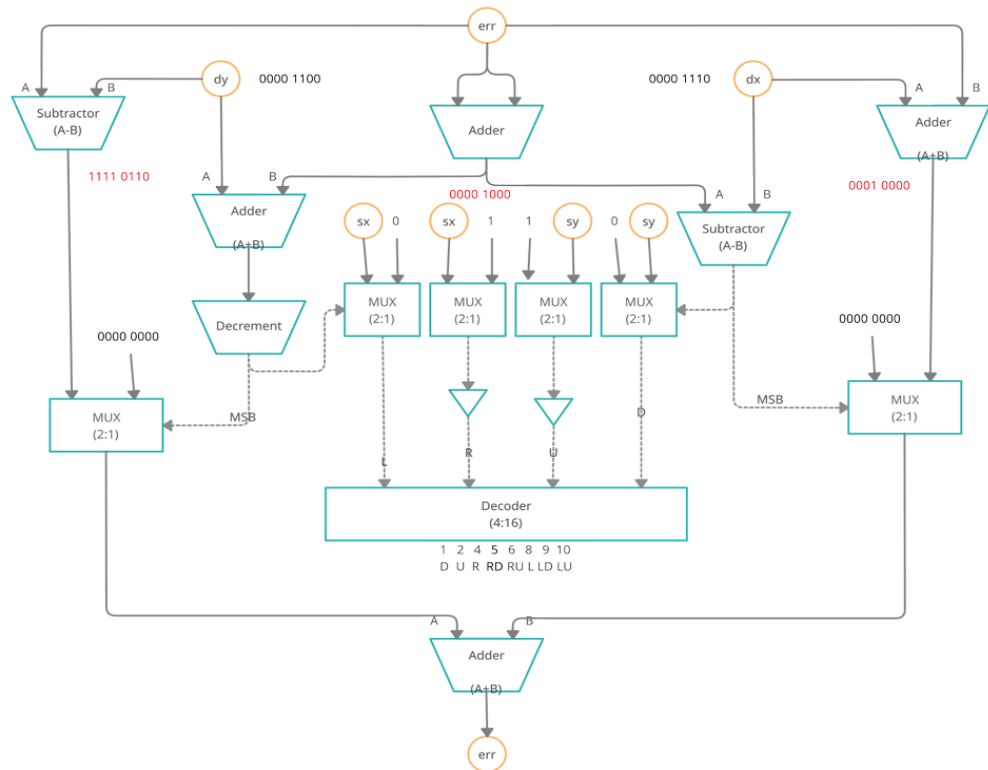 err
dy
0000 1100
0000 1110
dx
A
B
A
B
Subtractor
(A-B)
Adder
Adder
(A+B)
1111 0110
A
B
0000 1000
A
B
0001 0000
Adder
(A+B)
sx
0
sx
1
1
sy
0
sy
Subtractor
(A-B)
MUX
(2:1)
MUX
(2:1)
MUX
(2:1)
MUX
(2:1)
Decrement
0000 0000
0000 0000
MUX
(2:1)
MSB
MSB
MUX
(2:1)
L
R
U
D
Decoder
(4:16)
1 2 4 5 6 8 9 10
D U R RD RU L LD LU
A
B
Adder
(A+B)
err